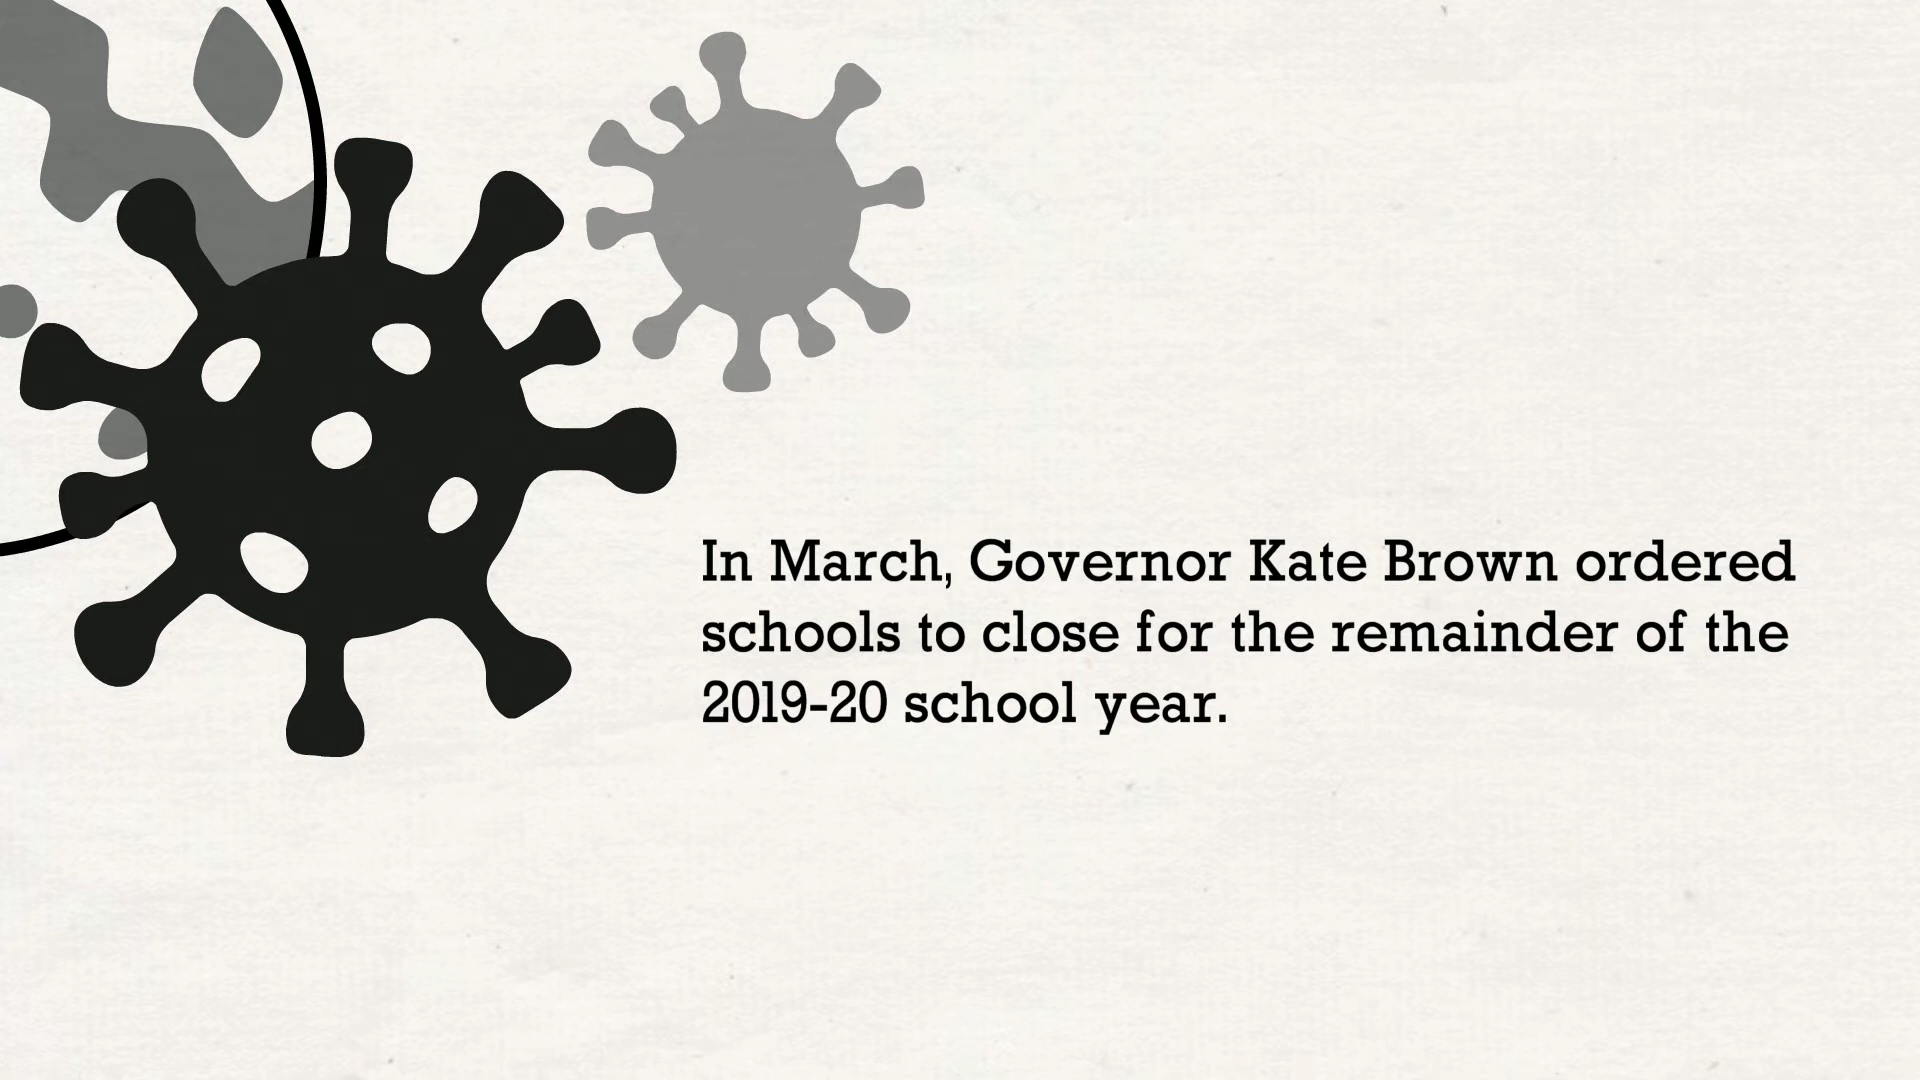 In March, Governor Kate Brown ordered
schools to close for the remainder of the
2019-20 school year.